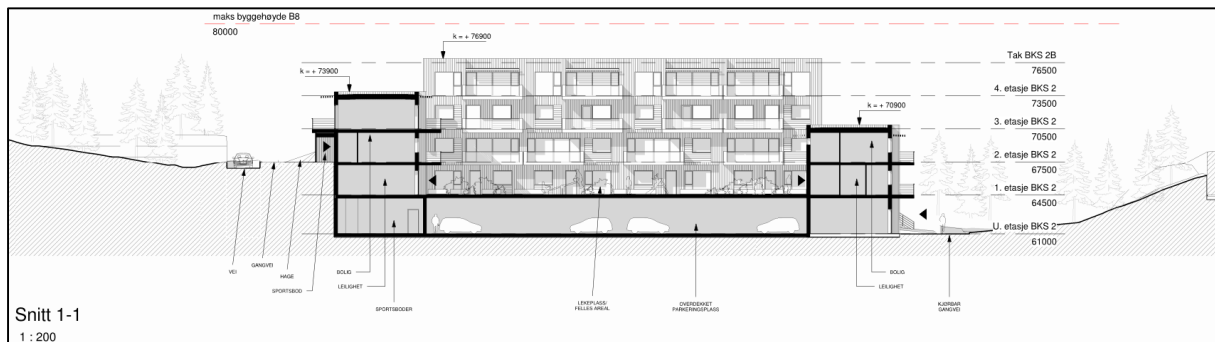 maks byggehøyde B8
80000
k = + 76900
Tak BKS 2B
76500
k = + 73900
4. etasje BKS 2
73500
k = + 70900
3. etasje BKS 2
70500
2. etasje BKS 2
67500
1. etasje BKS 2
64500
U. etasje BKS 2
61000
VEI
GANGVEI
HAGE
SPORTSBOD
BOLIG
LEILIGHET
SPORTSBODER
LEKEPLASS/
FELLES AREAL
OVERDEKKET
PARKERINGSPLASS
BOLIG
LEILIGHET
KJØRBAR
GANGVEI
Snitt 1-1
1 : 200